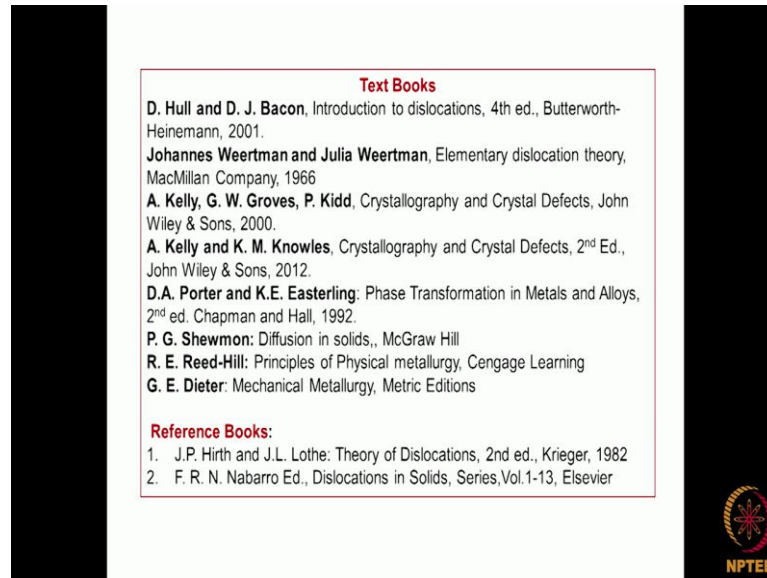 Text Books
D. Hull and D. J. Bacon, Introduction to dislocations, 4th ed., Butterworth-
Heinemann, 2001.
Johannes Weertman and Julia Weertman, Elementary dislocation theory,
MacMillan Company, 1966
A. Kelly, G. W. Groves, P. Kidd, Crystallography and Crystal Defects, John
Wiley & Sons, 2000.
A. Kelly and K. M. Knowles, Crystallography and Crystal Defects, 2nd Ed.,
John Wiley & Sons, 2012.
D.A. Porter and K.E. Easterling: Phase Transformation in Metals and Alloys,
2nd ed. Chapman and Hall, 1992.
P. G. Shewmon: Diffusion in solids,, McGraw Hill
R. E. Reed-Hill: Principles of Physical metallurgy, Cengage Learning
G. E. Dieter: Mechanical Metallurgy, Metric Editions
Reference Books:
1. J.P. Hirth and J.L. Lothe: Theory of Dislocations, 2nd ed., Krieger, 1982
2. F. R. N. Nabarro Ed., Dislocations in Solids, Series,Vol.1-13, Elsevier
NPTEL